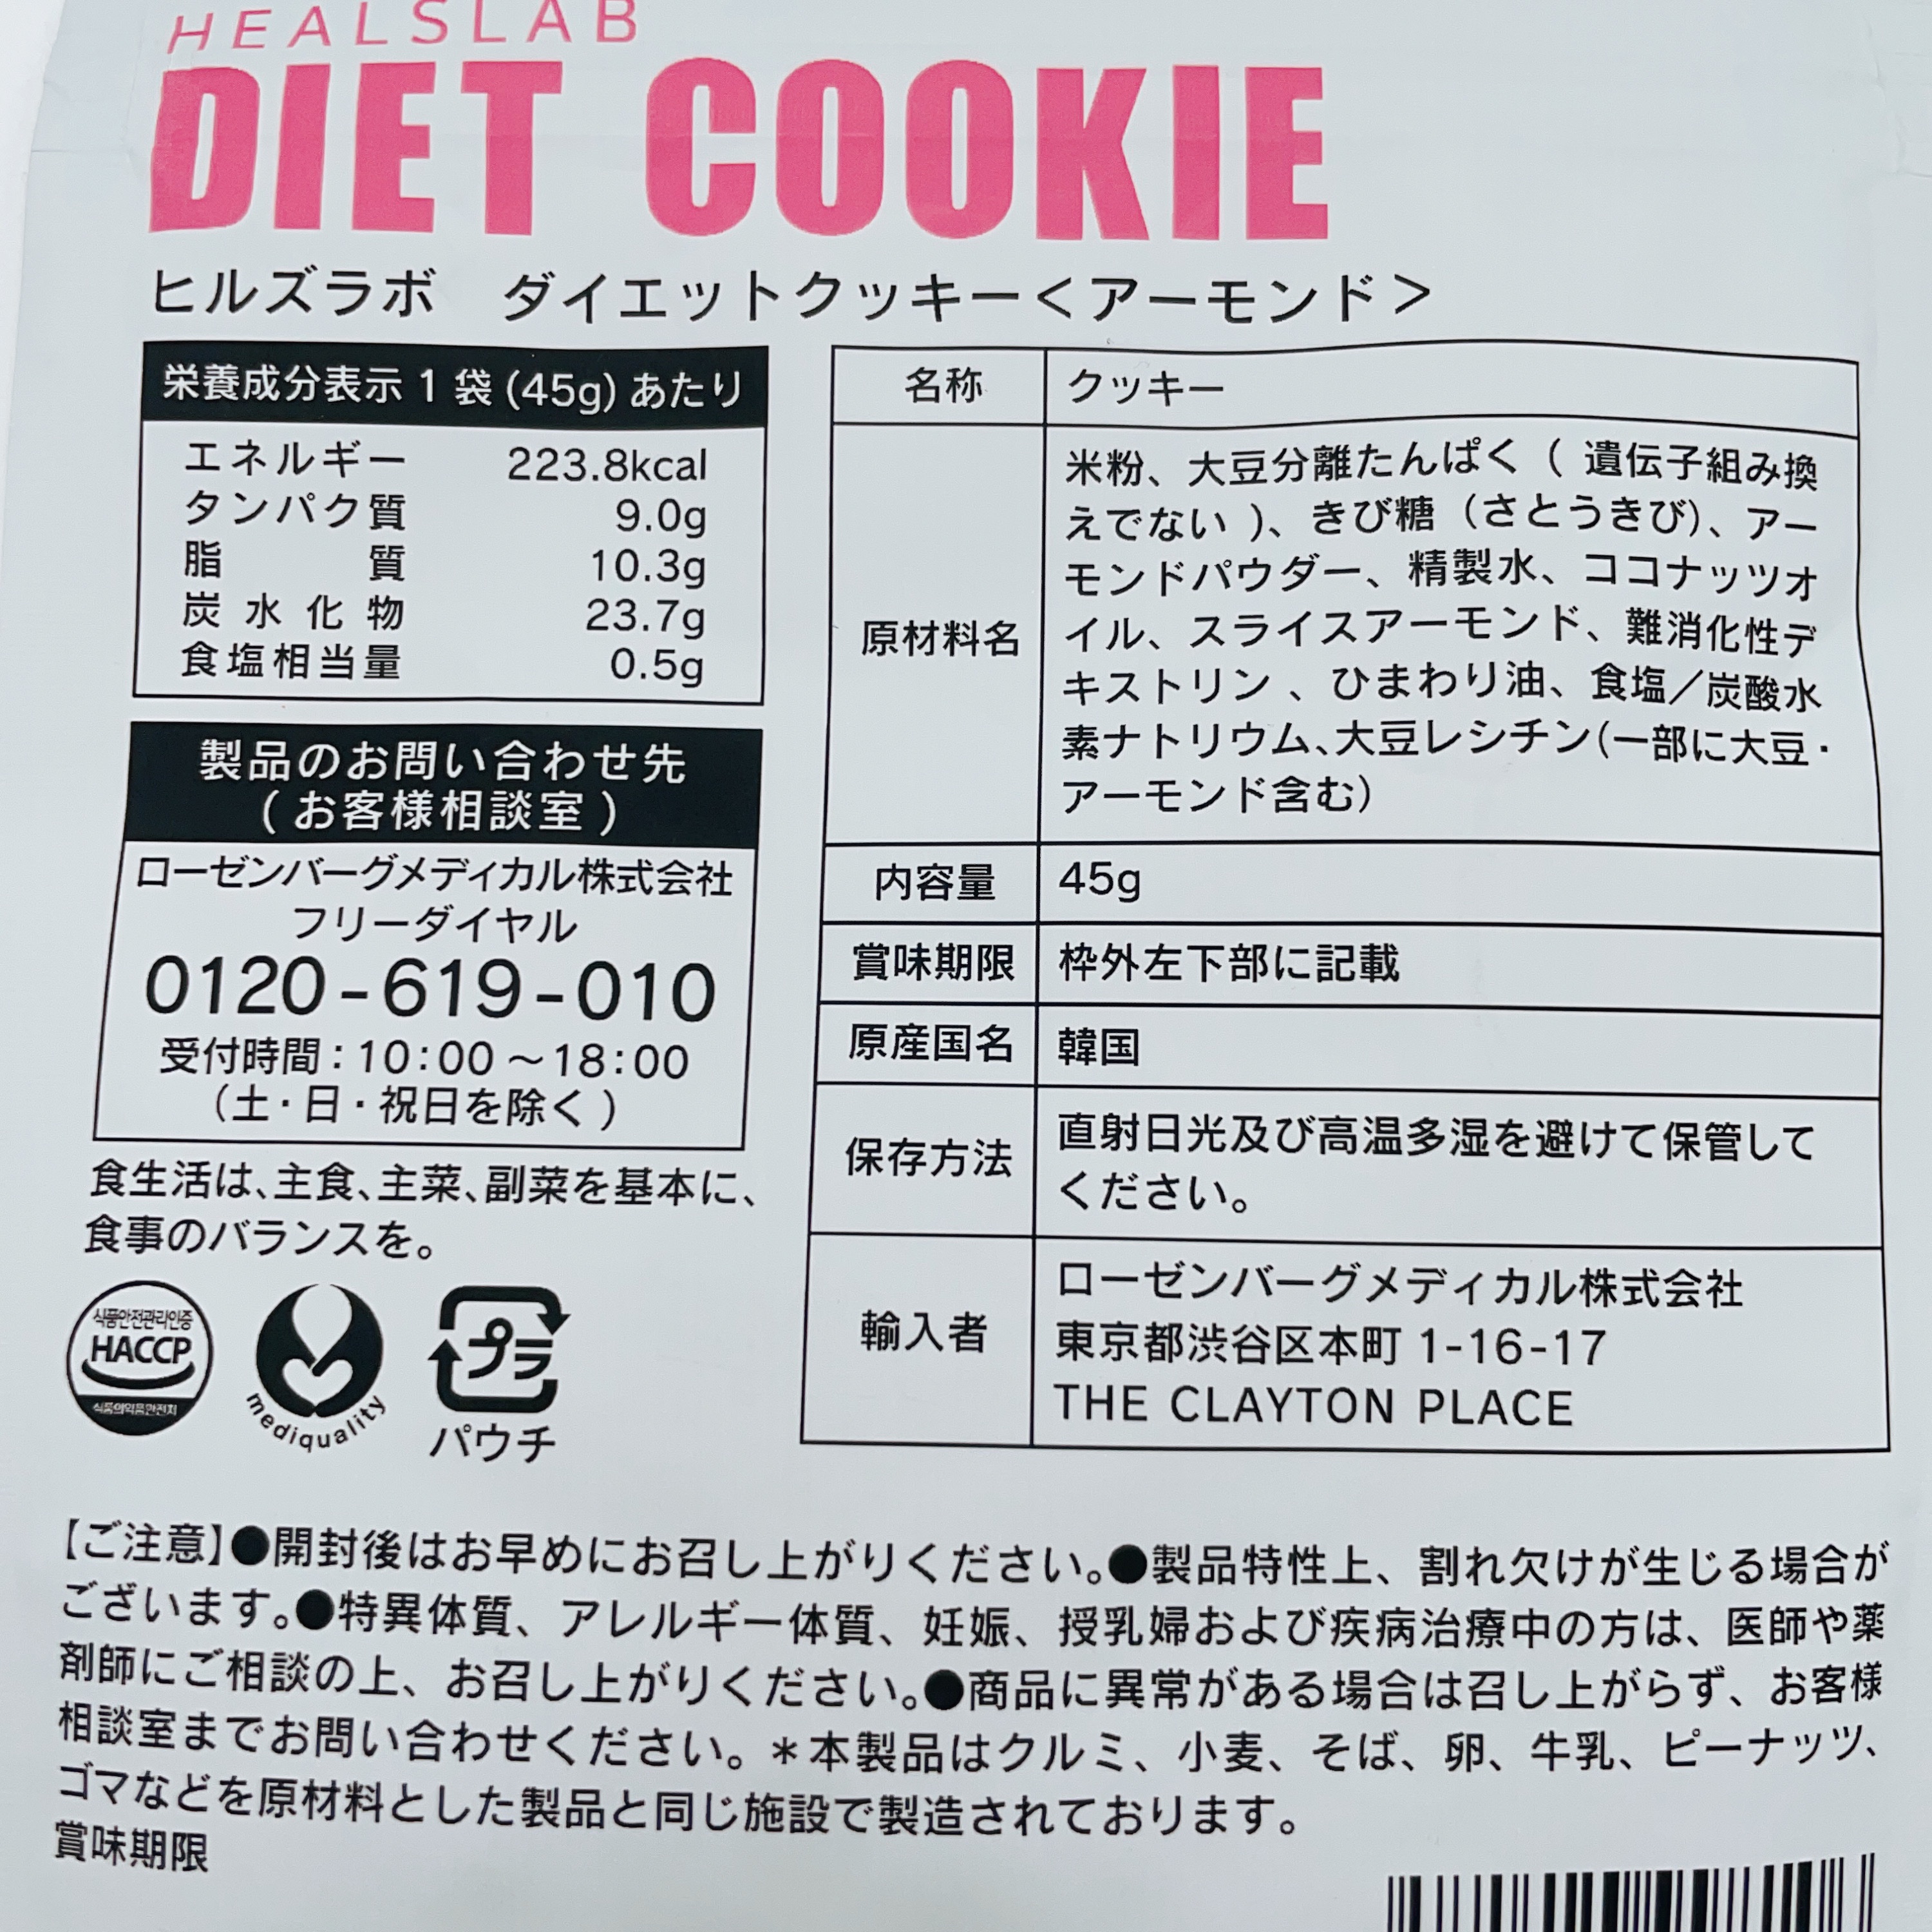 HEALSLAB
DIET COOKIE
ヒルズラボ ダイエットクッキー＜アーモンド＞
栄養成分表示 1 袋 (45g) あたり
エネルギー 223.8kcal
タンパク質 9.0g
脂質 10.3g
炭水化物 23.7g
食塩相当量 0.5g
製品のお問い合わせ先
(お客様相談室)
ローゼンバーグメディカル株式会社
フリーダイヤル
0120-619-010
受付時間：10:00～18:00
(土・日・祝日を除く)
食生活は、主食、主菜、副菜を基本に、
食事のバランスを。
식품안전관리인증
HACCP
식품의약품안전처
mediquality
プラ
パウチ
名称 クッキー
原材料名
米粉、大豆分離たんぱく（遺伝子組み換
えでない）、きび糖（さとうきび）、アー
モンドパウダー、精製水、ココナッツオ
イル、スライスアーモンド、難消化性デ
キストリン、ひまわり油、食塩／炭酸水
素ナトリウム、大豆レシチン(一部に大豆・
アーモンド含む)
内容量 45g
賞味期限 枠外左下部に記載
原産国名 韓国
保存方法
直射日光及び高温多湿を避けて保管して
ください。
輸入者
ローゼンバーグメディカル株式会社
東京都渋谷区本町 1-16-17
THE CLAYTON PLACE
【ご注意】●開封後はお早めにお召し上がりください。●製品特性上、割れ欠けが生じる場合が
ございます。●特異体質、アレルギー体質、妊娠、授乳婦および疾病治療中の方は、医師や薬
剤師にご相談の上、お召し上がりください。●商品に異常がある場合は召し上がらず、お客様
相談室までお問い合わせください。＊本製品はクルミ、小麦、そば、卵、牛乳、ピーナッツ、
ゴマなどを原材料とした製品と同じ施設で製造されております。
賞味期限